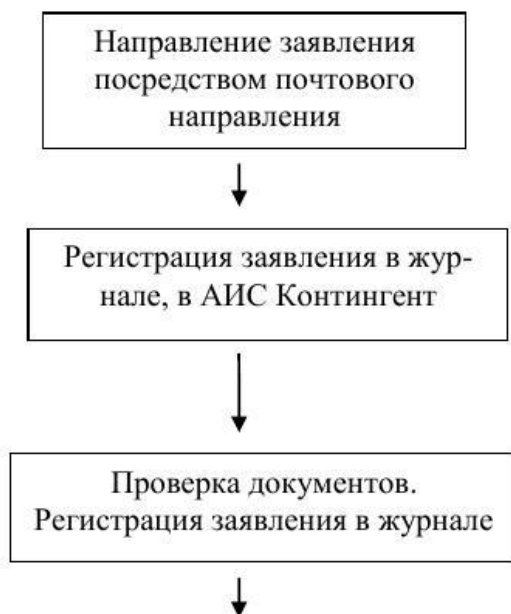 Направление заявления
посредством почтового
направления
Регистрация заявления в жур-
нале, в АИС Контингент
Проверка документов.
Регистрация заявления в журнале